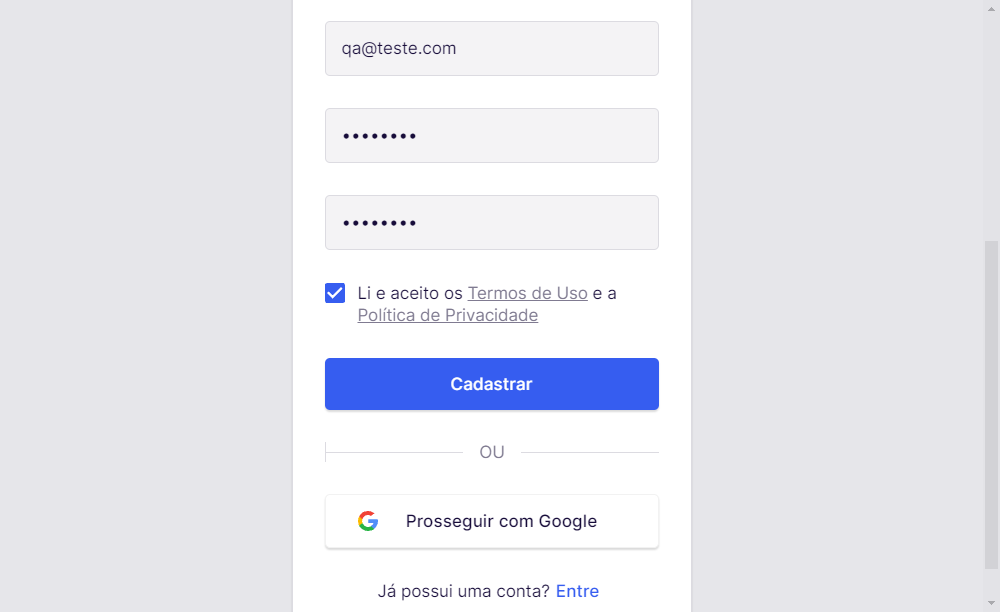 qa@teste.com
••••••••
••••••••
Li e aceito os Termos de Uso e a
Política de Privacidade
Cadastrar
OU
Prosseguir com Google
Já possui uma conta? Entre